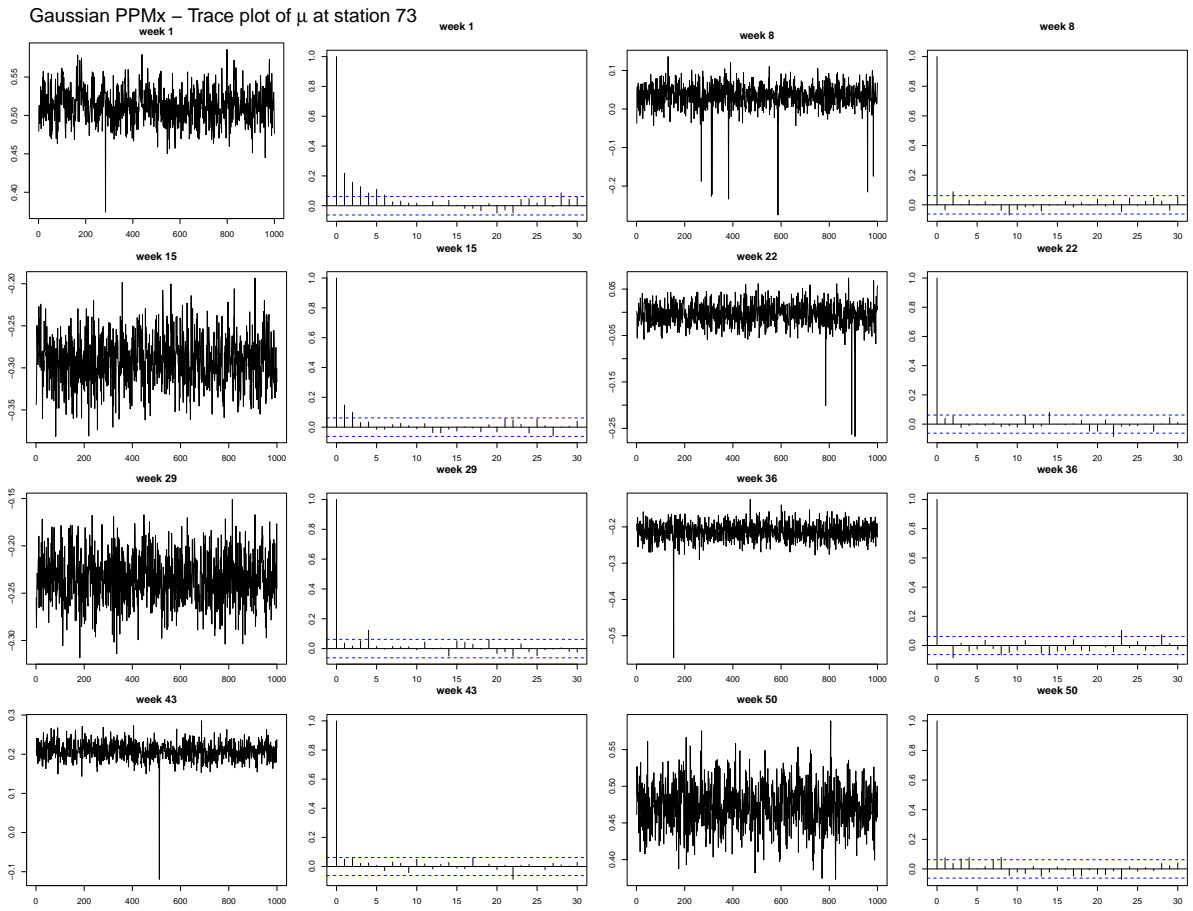 Gaussian PPMx − Trace plot of μ at station 73
week 1
week 1
week 8
week 8
0.40 0.45 0.50 0.55
0 200 400 600 800 1000
0.0 0.2 0.4 0.6 0.8 1.0
0 5 10 15 20 25 30
−0.2 −0.1 0.0 0.1
0 200 400 600 800 1000
0.0 0.2 0.4 0.6 0.8 1.0
0 5 10 15 20 25 30
week 15
week 15
week 22
week 22
−0.35 −0.30 −0.25 −0.20
0 200 400 600 800 1000
0.0 0.2 0.4 0.6 0.8 1.0
0 5 10 15 20 25 30
−0.25 −0.15 −0.05 0.05
0 200 400 600 800 1000
0.0 0.2 0.4 0.6 0.8 1.0
0 5 10 15 20 25 30
week 29
week 29
week 36
week 36
−0.30 −0.25 −0.20 −0.15
0 200 400 600 800 1000
0.0 0.2 0.4 0.6 0.8 1.0
0 5 10 15 20 25 30
−0.5 −0.4 −0.3 −0.2
0 200 400 600 800 1000
0.0 0.2 0.4 0.6 0.8 1.0
0 5 10 15 20 25 30
week 43
week 43
week 50
week 50
−0.1 0.0 0.1 0.2 0.3
0 200 400 600 800 1000
0.0 0.2 0.4 0.6 0.8 1.0
0 5 10 15 20 25 30
0.40 0.45 0.50 0.55
0 200 400 600 800 1000
0.0 0.2 0.4 0.6 0.8 1.0
0 5 10 15 20 25 30